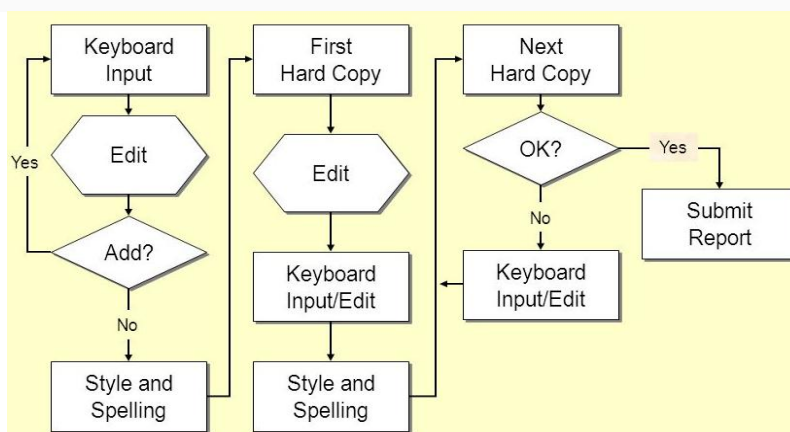 Keyboard
Input
Edit
Yes
Add?
No
Style and
Spelling
First
Hard Copy
Edit
Keyboard
Input/Edit
Style and
Spelling
Next
Hard Copy
OK?
Yes
No
Submit
Report
Keyboard
Input/Edit